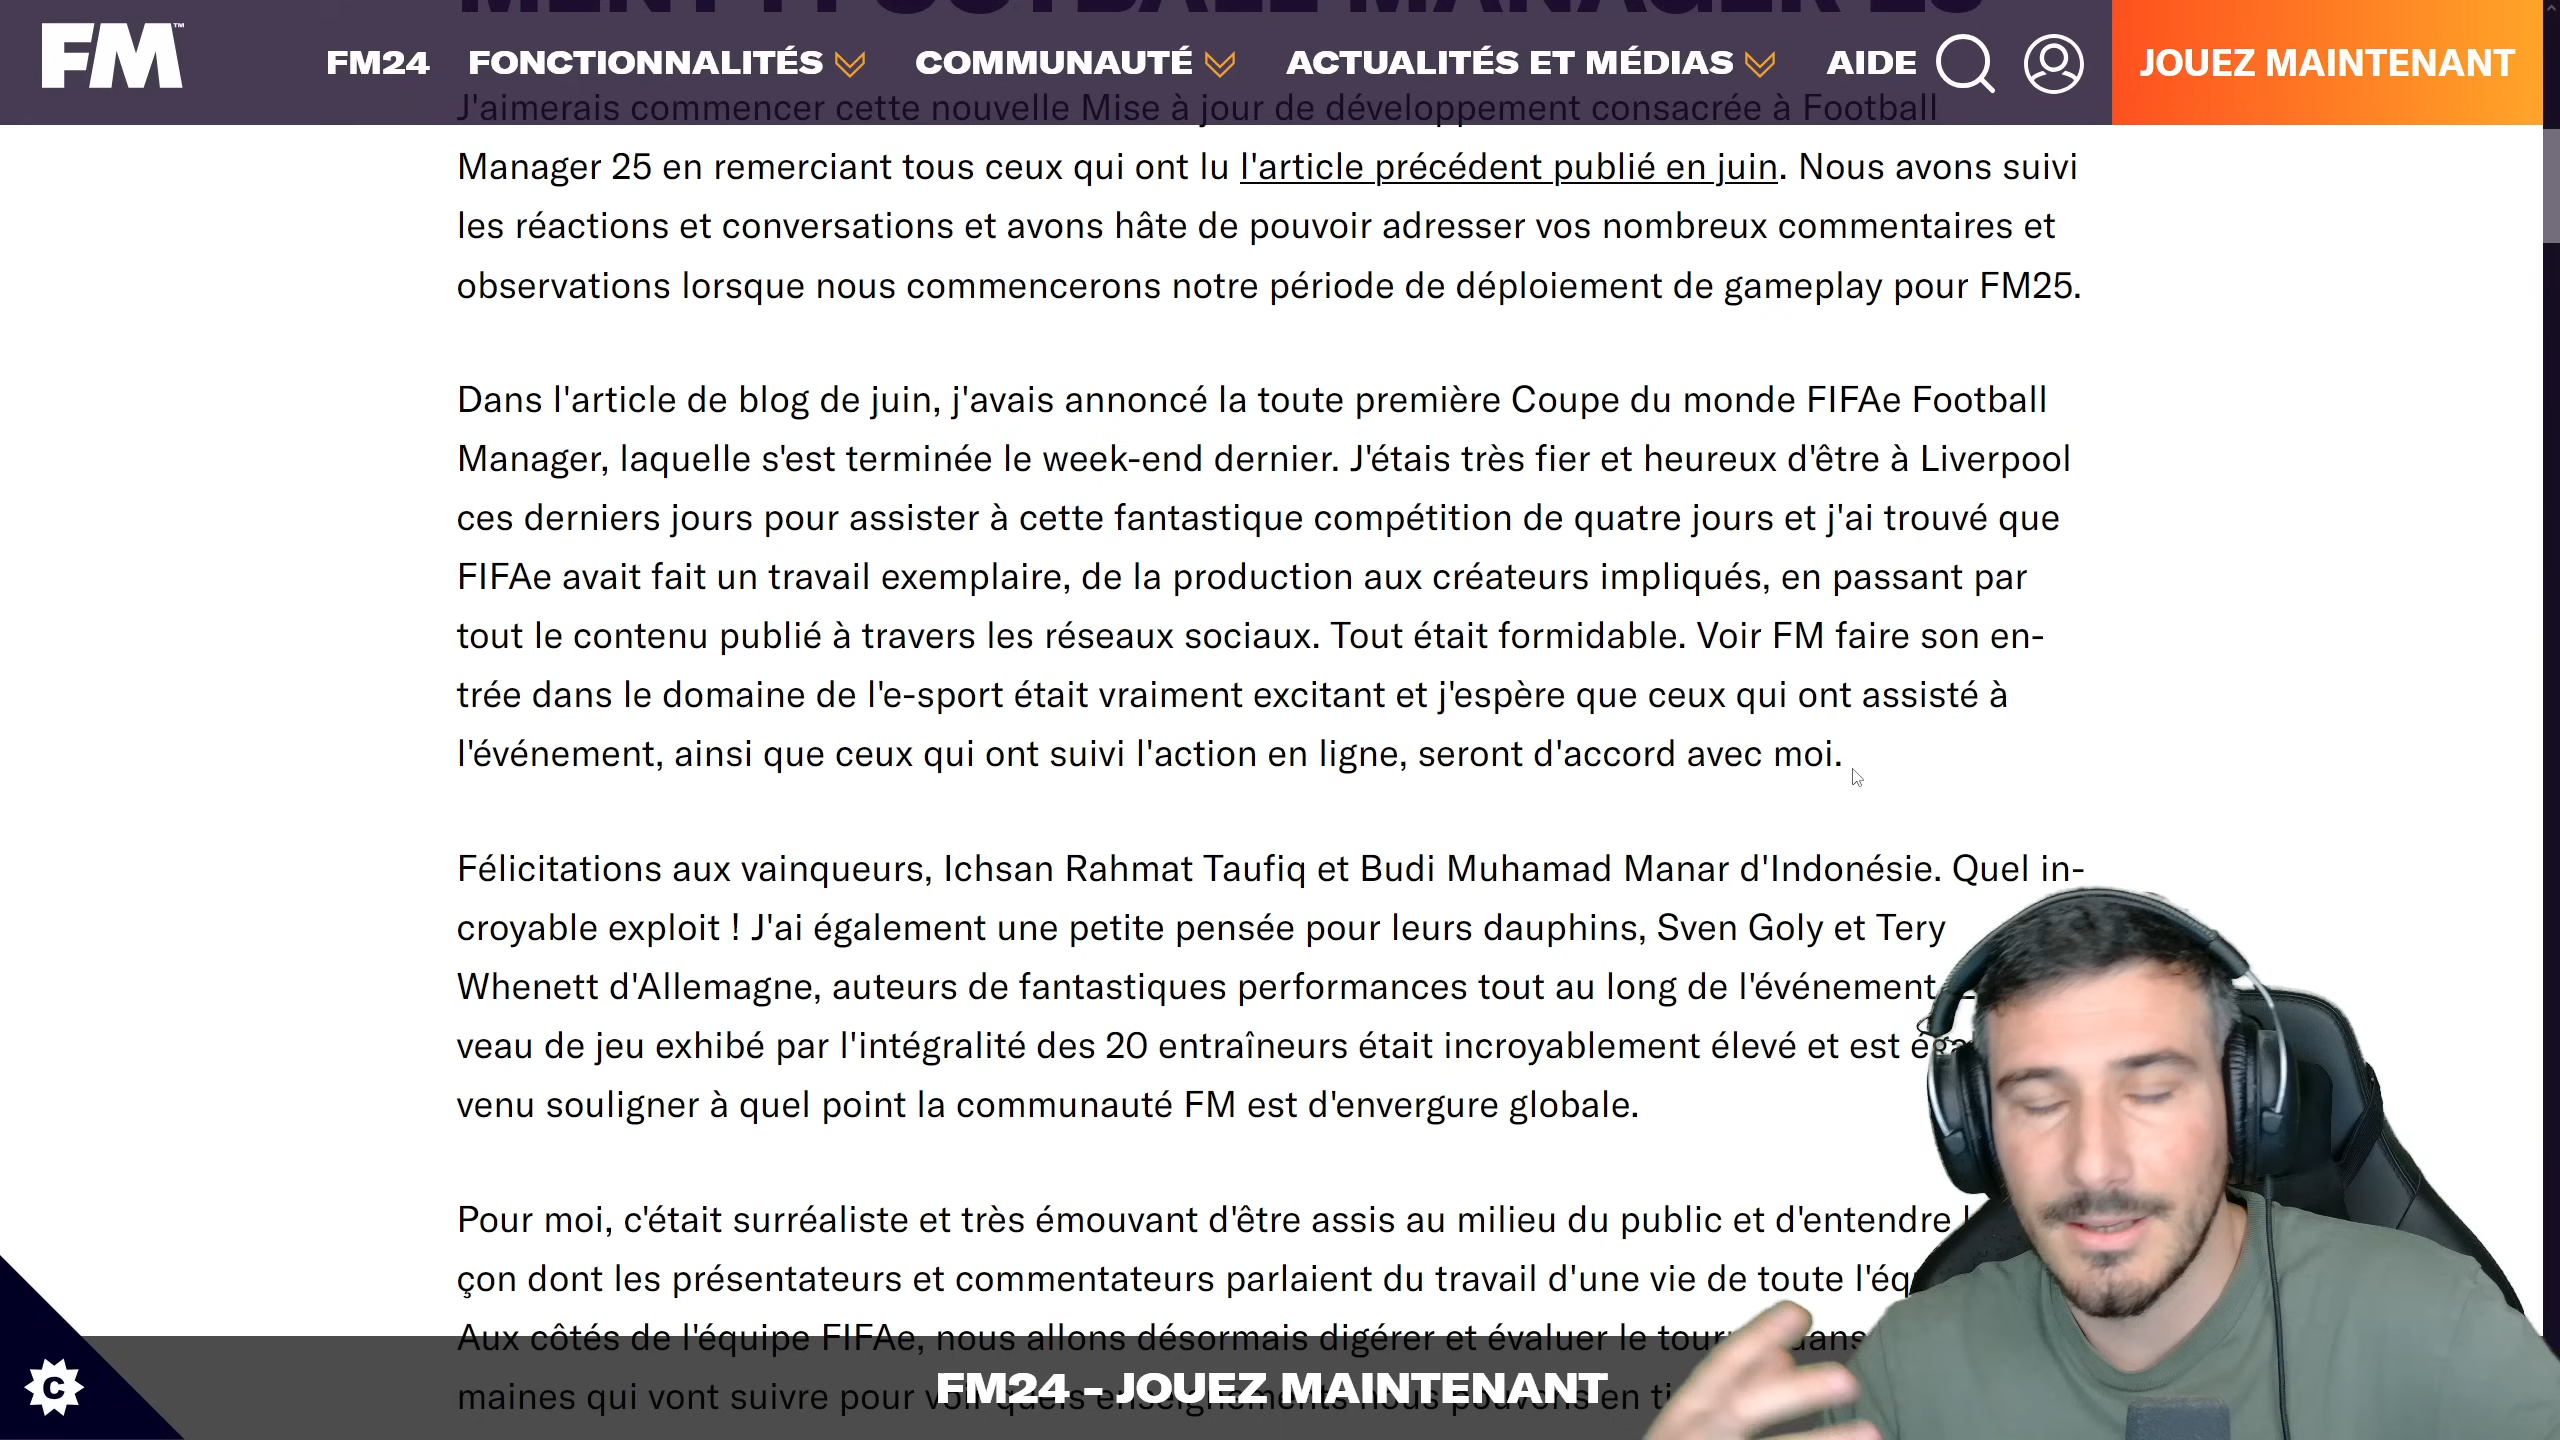 FM™
FM24 FONCTIONNALITÉS COMMUNAUTÉ ACTUALITÉS ET MÉDIAS AIDE JOUEZ MAINTENANT
J'aimerais commencer cette nouvelle Mise à jour de développement consacrée à Football
Manager 25 en remerciant tous ceux qui ont lu l'article précédent publié en juin. Nous avons suivi
les réactions et conversations et avons hâte de pouvoir adresser vos nombreux commentaires et
observations lorsque nous commencerons notre période de déploiement de gameplay pour FM25.
Dans l'article de blog de juin, j'avais annoncé la toute première Coupe du monde FIFAe Football
Manager, laquelle s'est terminée le week-end dernier. J'étais très fier et heureux d'être à Liverpool
ces derniers jours pour assister à cette fantastique compétition de quatre jours et j'ai trouvé que
FIFAe avait fait un travail exemplaire, de la production aux créateurs impliqués, en passant par
tout le contenu publié à travers les réseaux sociaux. Tout était formidable. Voir FM faire son en-
trée dans le domaine de l'e-sport était vraiment excitant et j'espère que ceux qui ont assisté à
l'événement, ainsi que ceux qui ont suivi l'action en ligne, seront d'accord avec moi.
Félicitations aux vainqueurs, Ichsan Rahmat Taufiq et Budi Muhamad Manar d'Indonésie. Quel in-
croyable exploit ! J'ai également une petite pensée pour leurs dauphins, Sven Goly et Tery
Whenett d'Allemagne, auteurs de fantastiques performances tout au long de l'événement
veau de jeu exhibé par l'intégralité des 20 entraîneurs était incroyablement élevé et est
venu souligner à quel point la communauté FM est d'envergure globale.
Pour moi, c'était surréaliste et très émouvant d'être assis au milieu du public et d'entendre
çon dont les présentateurs et commentateurs parlaient du travail d'une vie de toute
Aux côtés de l'équipe FIFAe, nous allons désormais digérer et évaluer le
maines qui vont suivre pour
C
FM24 - JOUEZ MAINTENANT